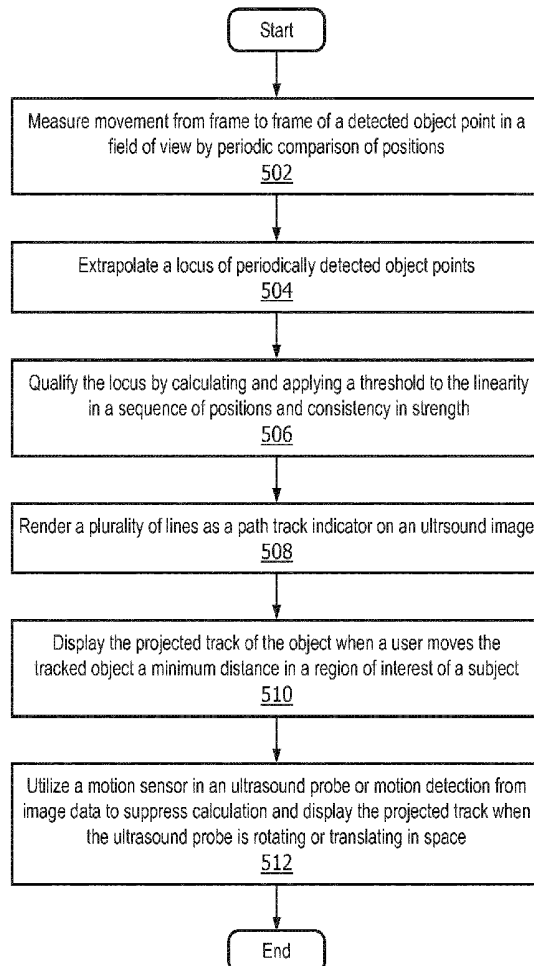 Start
Measure movement from frame to frame of a detected object point in a
field of view by periodic comparison of positions
502
Extrapolate a locus of periodically detected object points
504
Qualify the locus by calculating and applying a threshold to the linearity
in a sequence of positions and consistency in strength
506
Render a plurality of lines as a path track indicator on an ultrsound image
508
Display the projected track of the object when a user moves the
tracked object a minimum distance in a region of interest of a subject
510
Utilize a motion sensor in an ultrasound probe or motion detection from
image data to suppress calculation and display the projected track when
the ultrasound probe is rotating or translating in space
512
End